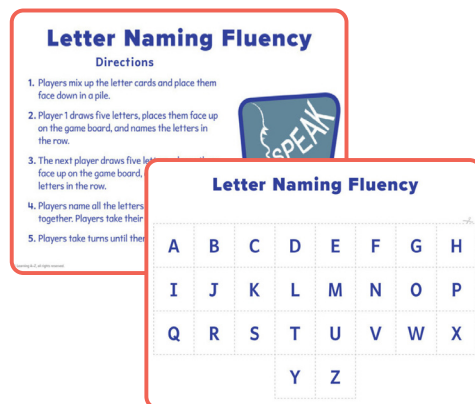 Letter Naming Fluency
Directions
1. Players mix up the letter cards and place them
face down in a pile.
2. Player 1 draws five letters, places them face up
on the game board, and names the letters in
the row.
3. The next player draws five
face up on the game board,
letters in the row.
4. Players name all the letters
together. Players take their
5. Players take turns until
SPEAK
Letter Naming Fluency
A B C D E F G H
I J K L M N O P
Q R S T U V W X
Y Z